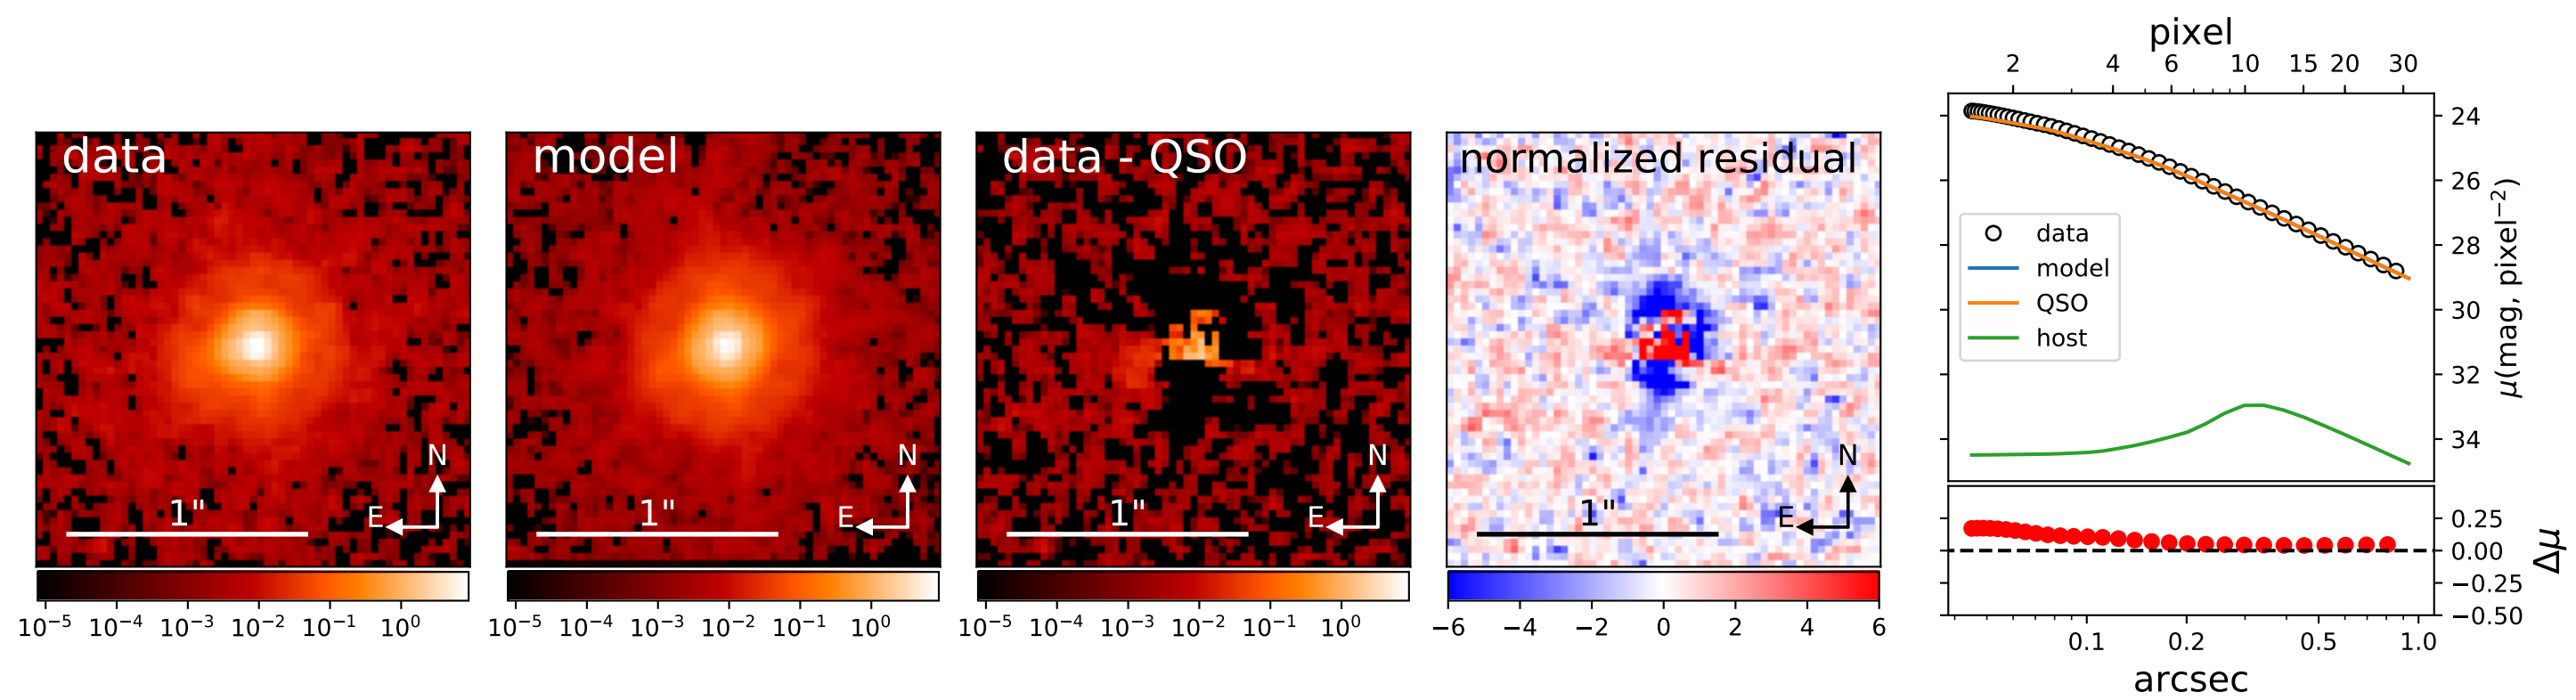 data
N
E
1"
10⁻⁵ 10⁻⁴ 10⁻³ 10⁻² 10⁻¹ 10⁰
model
N
E
1"
10⁻⁵ 10⁻⁴ 10⁻³ 10⁻² 10⁻¹ 10⁰
data - QSO
N
E
1"
10⁻⁵ 10⁻⁴ 10⁻³ 10⁻² 10⁻¹ 10⁰
normalized residual
N
E
1"
−6 −4 −2 0 2 4 6
pixel
2 4 6 10 15 20 30
data
model
QSO
host
24
26
28
30
32
34
μ(mag, pixel⁻²)
0.25
0.00
−0.25
−0.50
Δμ
0.1 0.2 0.5 1.0
arcsec